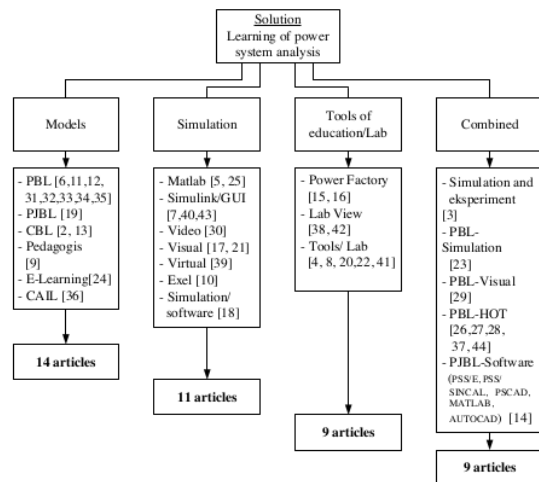 Solution
Learning of power
system analysis
Models
- PBL [6,11,12,
31,32,33,34,35]
- PJBL [19]
- CBL [2, 13]
- Pedagogis
[9]
- E-Learning[24]
- CAIL [36]
14 articles
Simulation
- Matlab [5, 25]
- Simulink/GUI
[7,40,43]
- Video [30]
- Visual [17, 21]
- Virtual [39]
- Exel [10]
- Simulation/
software [18]
11 articles
Tools of
education/Lab
- Power Factory
[15, 16]
- Lab View
[38, 42]
- Tools/ Lab
[4, 8, 20,22, 41]
9 articles
Combined
- Simulation and
eksperiment
[3]
- PBL-
Simulation
[23]
- PBL-Visual
[29]
- PBL-HOT
[26,27,28,
37, 44]
- PJBL-Software
(PSS/E, PSS/
SINCAL, PSCAD,
MATLAB,
AUTOCAD) [14]
9 articles